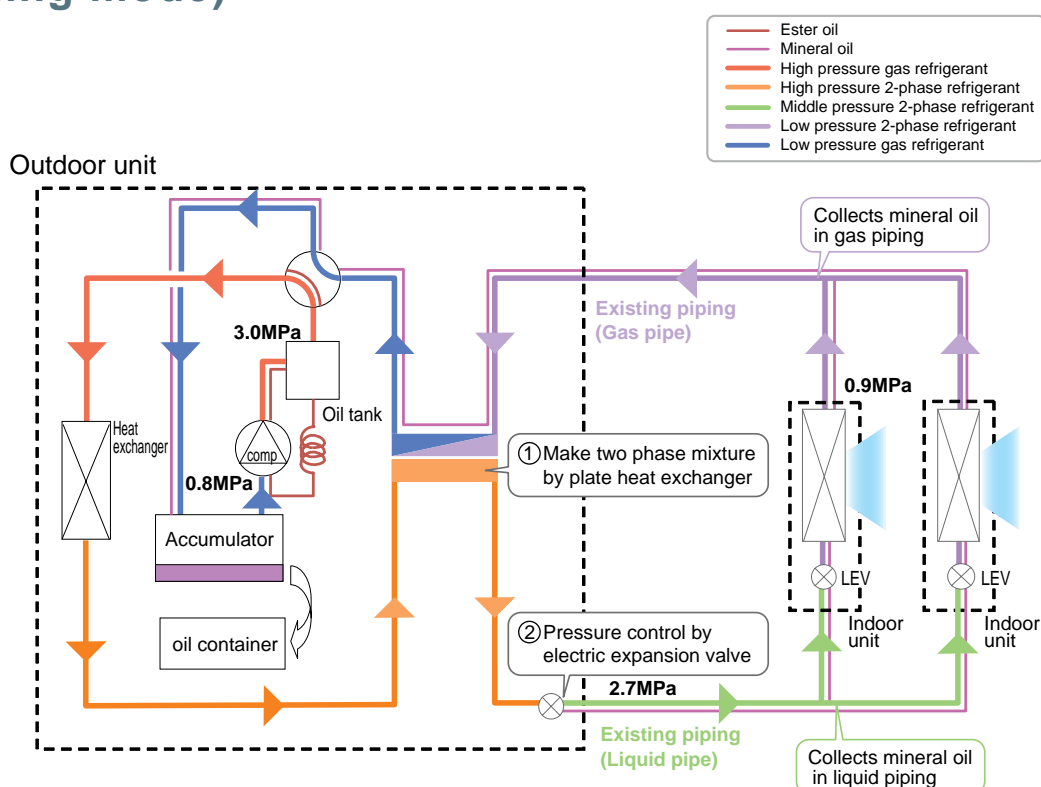 ing Mode)
Ester oil
Mineral oil
High pressure gas refrigerant
High pressure 2-phase refrigerant
Middle pressure 2-phase refrigerant
Low pressure 2-phase refrigerant
Low pressure gas refrigerant
Outdoor unit
Collects mineral oil
in gas piping
Existing piping
(Gas pipe)
3.0MPa
0.9MPa
Oil tank
Heat
exchanger
comp
①Make two phase mixture
by plate heat exchanger
0.8MPa
Accumulator
LEV
LEV
Indoor
unit
Indoor
unit
oil container
②Pressure control by
electric expansion valve
2.7MPa
Existing piping
(Liquid pipe)
Collects mineral oil
in liquid piping